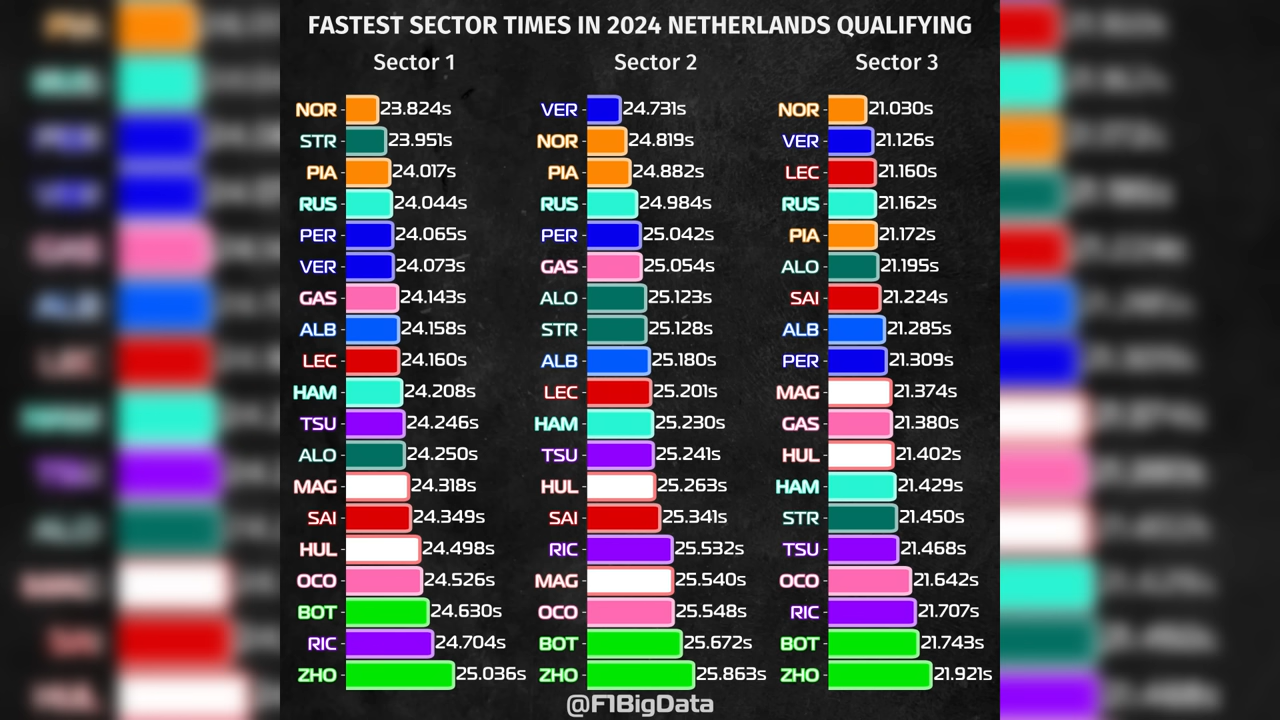 FASTEST SECTOR TIMES IN 2024 NETHERLANDS QUALIFYING
Sector 1
NOR 23.824s
STR 23.951s
PIA 24.017s
RUS 24.044s
PER 24.065s
VER 24.073s
GAS 24.143s
ALB 24.158s
LEC 24.160s
HAM 24.208s
TSU 24.246s
ALO 24.250s
MAG 24.318s
SAI 24.349s
HUL 24.498s
OCO 24.526s
BOT 24.630s
RIC 24.704s
ZHO 25.036s
Sector 2
VER 24.731s
NOR 24.819s
PIA 24.882s
RUS 24.984s
PER 25.042s
GAS 25.054s
ALO 25.123s
STR 25.128s
ALB 25.180s
LEC 25.201s
HAM 25.230s
TSU 25.241s
HUL 25.263s
SAI 25.341s
RIC 25.532s
MAG 25.540s
OCO 25.548s
BOT 25.672s
ZHO 25.863s
Sector 3
NOR 21.030s
VER 21.126s
LEC 21.160s
RUS 21.162s
PIA 21.172s
ALO 21.195s
SAI 21.224s
ALB 21.285s
PER 21.309s
MAG 21.374s
GAS 21.380s
HUL 21.402s
HAM 21.429s
STR 21.450s
TSU 21.468s
OCO 21.642s
RIC 21.707s
BOT 21.743s
ZHO 21.921s
@F1BigData